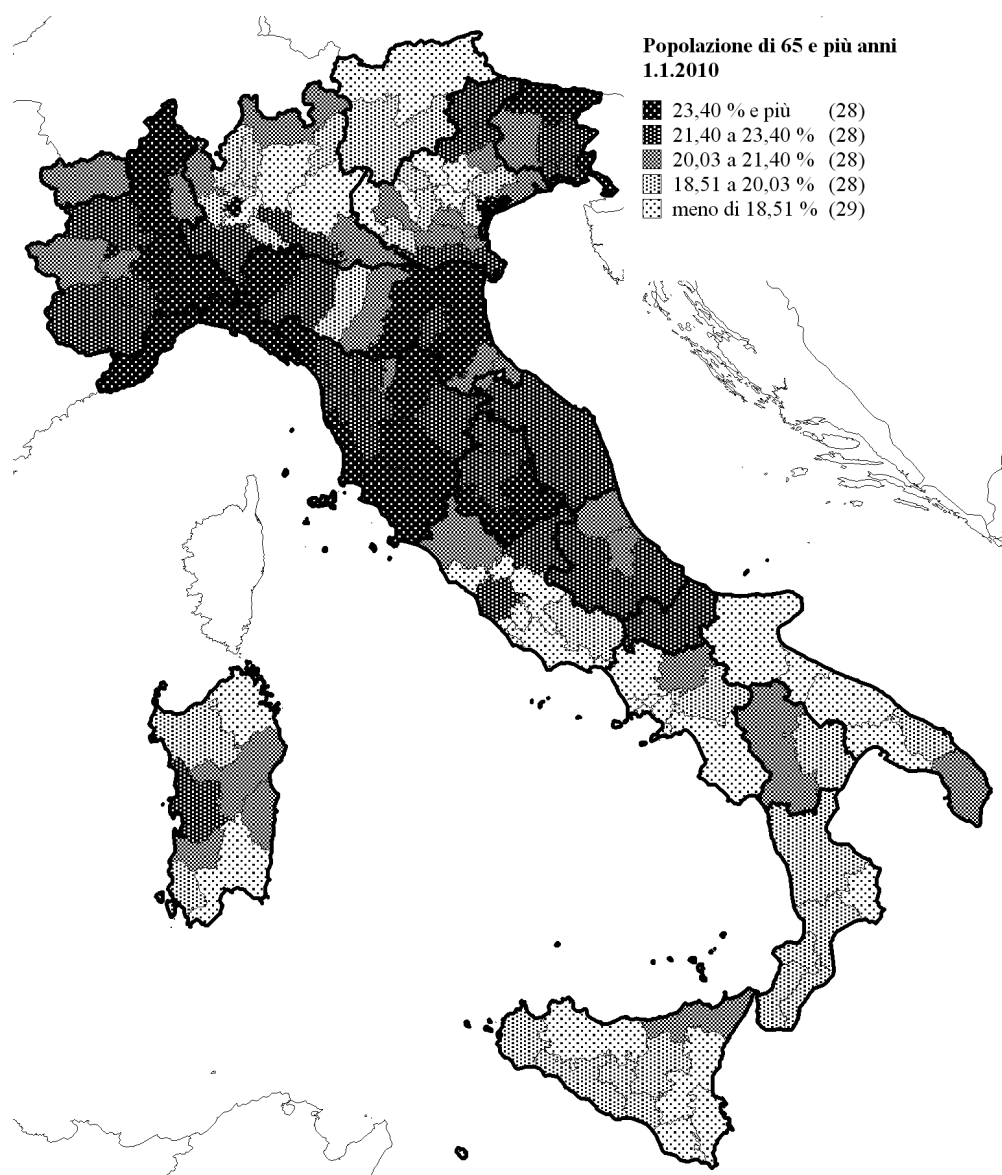 Popolazione di 65 e più anni
1.1.2010
23,40 % e più (28)
21,40 a 23,40 % (28)
20,03 a 21,40 % (28)
18,51 a 20,03 % (28)
meno di 18,51 % (29)